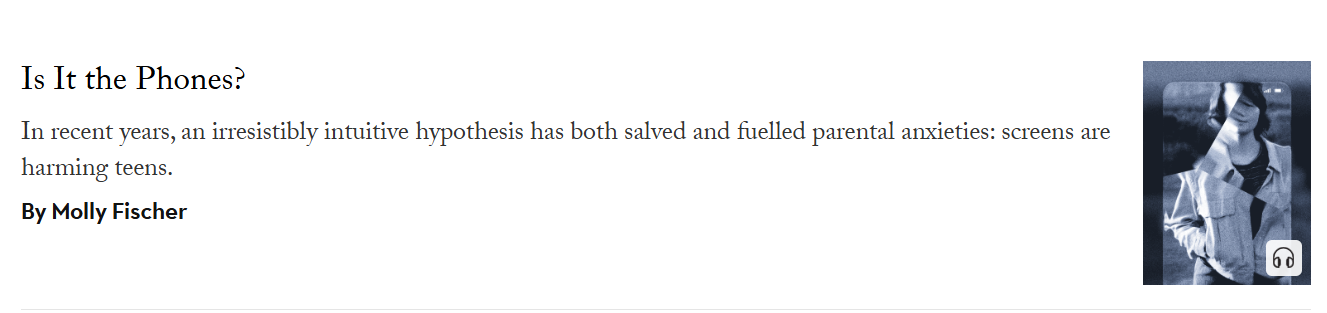 Is It the Phones?
In recent years, an irresistibly intuitive hypothesis has both salved and fuelled parental anxieties: screens are
harming teens.
By Molly Fischer